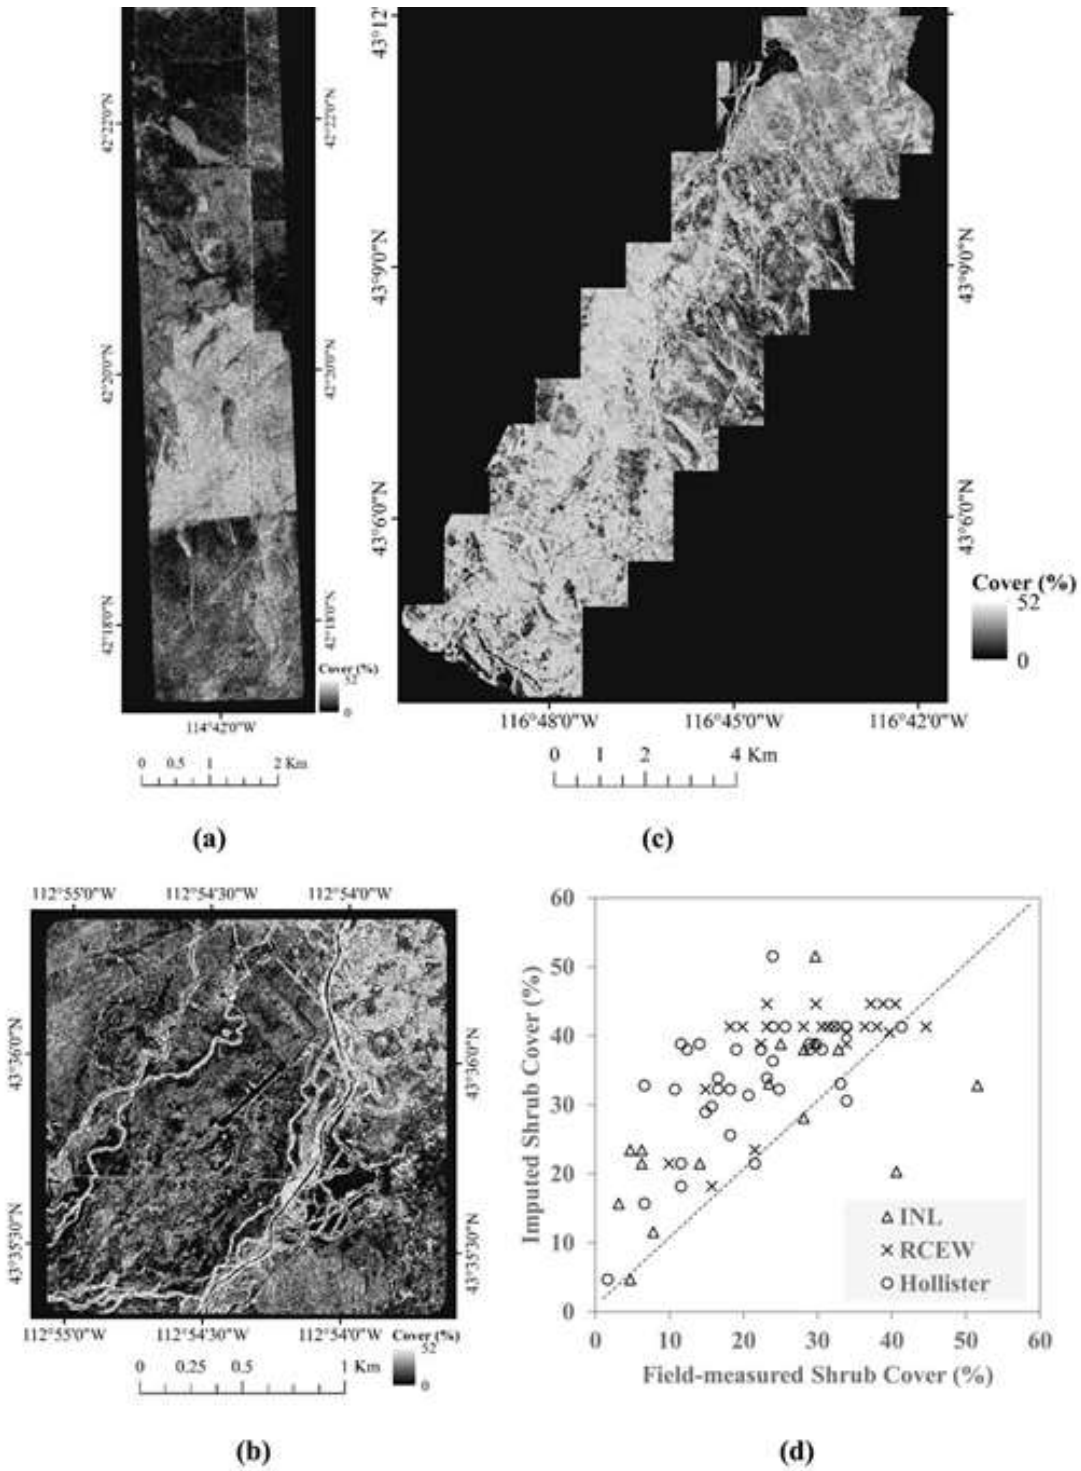 42°22'0"N
42°20'0"N
42°18'0"N
42°22'0"N
42°20'0"N
42°18'0"N
Cover (%)
52
0
114°42'0"W
0 0.5 1 2 Km
(a)
43°12'
43°9'0"N
43°6'0"N
43°9'0"N
43°6'0"N
Cover (%)
52
0
116°48'0"W 116°45'0"W 116°42'0"W
0 1 2 4 Km
(c)
112°55'0"W 112°54'30"W 112°54'0"W
43°36'0"N
43°35'30"N
43°36'0"N
43°35'30"N
112°55'0"W 112°54'30"W 112°54'0"W
Cover (%)
52
0
0 0.25 0.5 1 Km
(b)
Imputed Shrub Cover (%)
60
50
40
30
20
10
0
INL
RCEW
Hollister
0 10 20 30 40 50 60
Field-measured Shrub Cover (%)
(d)